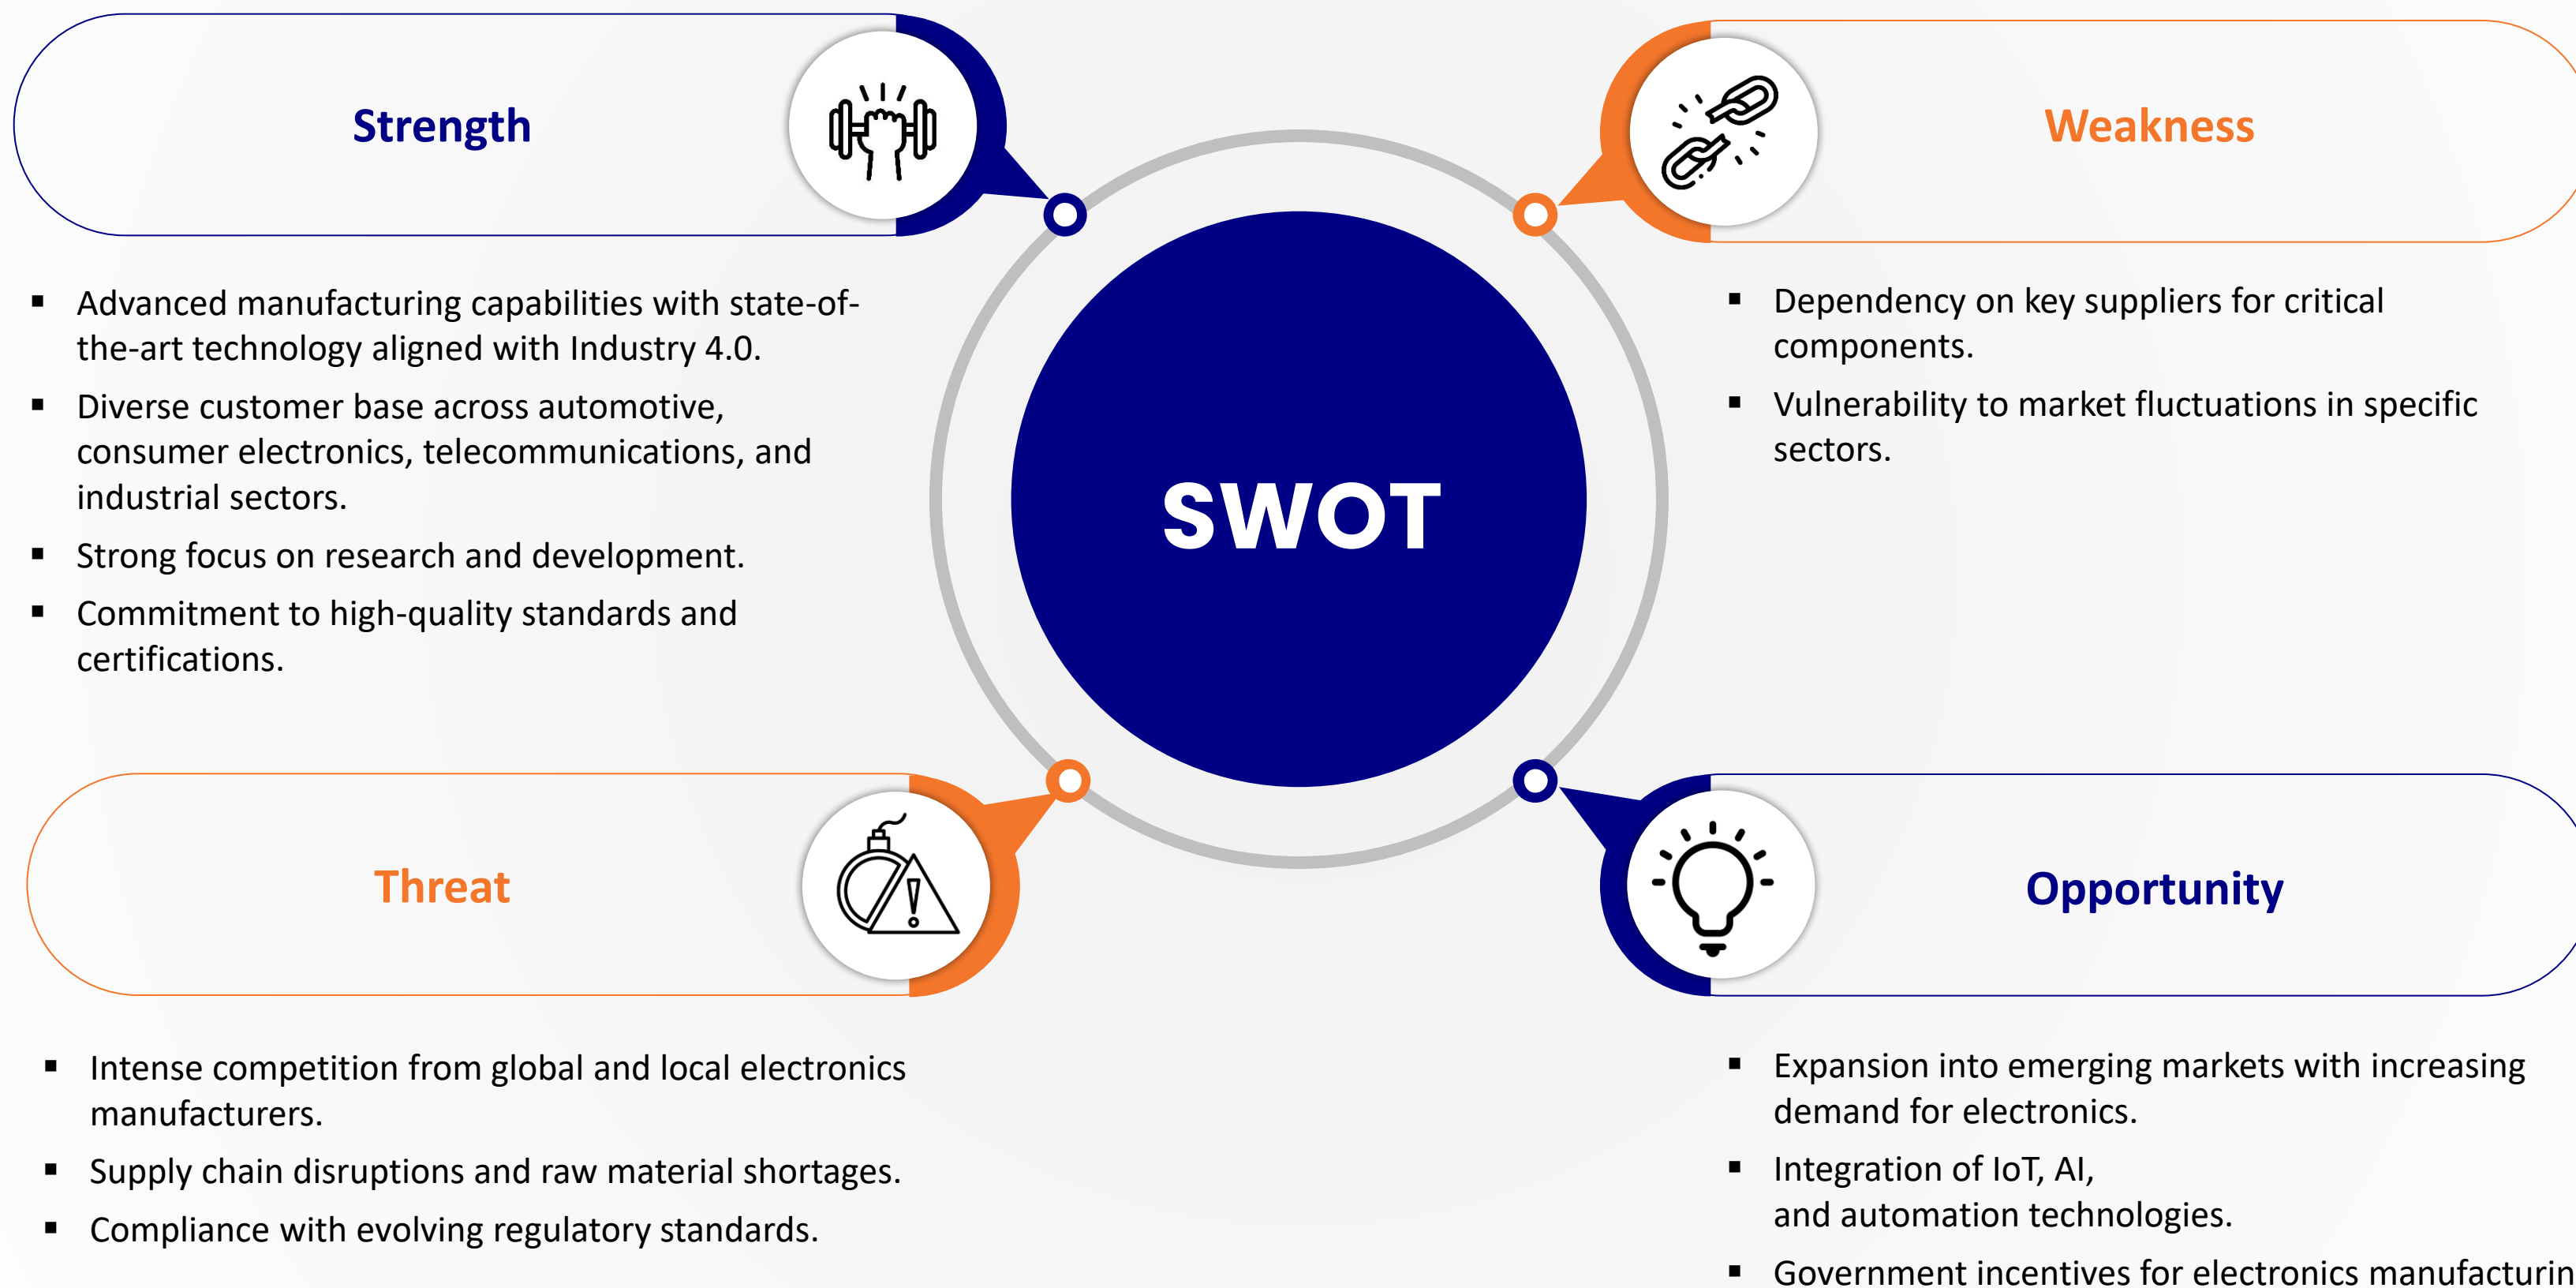 Strength
▪ Advanced manufacturing capabilities with state-of-
the-art technology aligned with Industry 4.0.
▪ Diverse customer base across automotive,
consumer electronics, telecommunications, and
industrial sectors.
▪ Strong focus on research and development.
▪ Commitment to high-quality standards and
certifications.
SWOT
Weakness
▪ Dependency on key suppliers for critical
components.
▪ Vulnerability to market fluctuations in specific
sectors.
Threat
▪ Intense competition from global and local electronics
manufacturers.
▪ Supply chain disruptions and raw material shortages.
▪ Compliance with evolving regulatory standards.
Opportunity
▪ Expansion into emerging markets with increasing
demand for electronics.
▪ Integration of IoT, AI,
and automation technologies.
▪ Government incentives for electronics